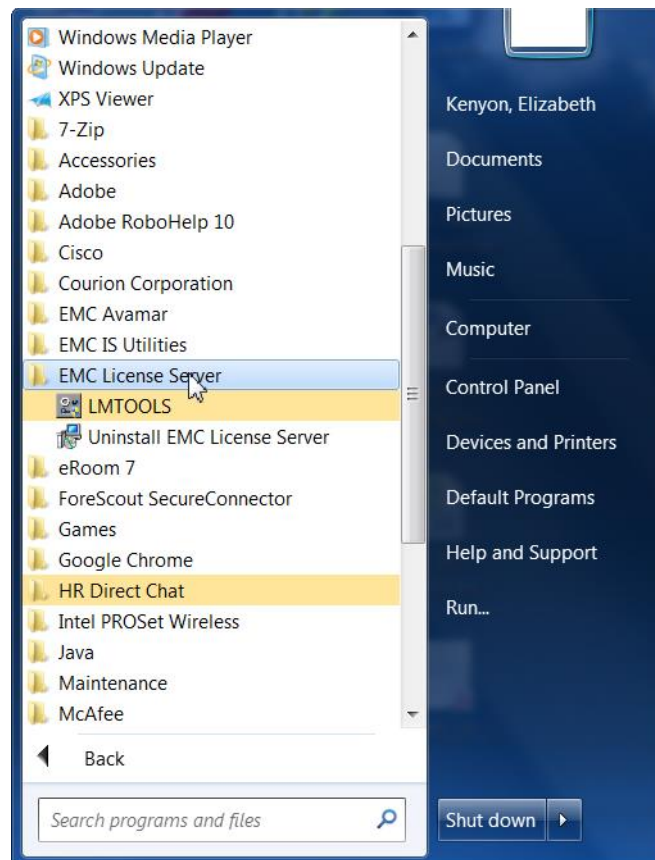 Windows Media Player
Windows Update
XPS Viewer
7-Zip
Accessories
Adobe
Adobe RoboHelp 10
Cisco
Courion Corporation
EMC Avamar
EMC IS Utilities
EMC License Server
LMTOOLS
Uninstall EMC License Server
eRoom 7
ForeScout SecureConnector
Games
Google Chrome
HR Direct Chat
Intel PROSet Wireless
Java
Maintenance
McAfee
Back
Search programs and files
Kenyon, Elizabeth
Documents
Pictures
Music
Computer
Control Panel
Devices and Printers
Default Programs
Help and Support
Run...
Shut down